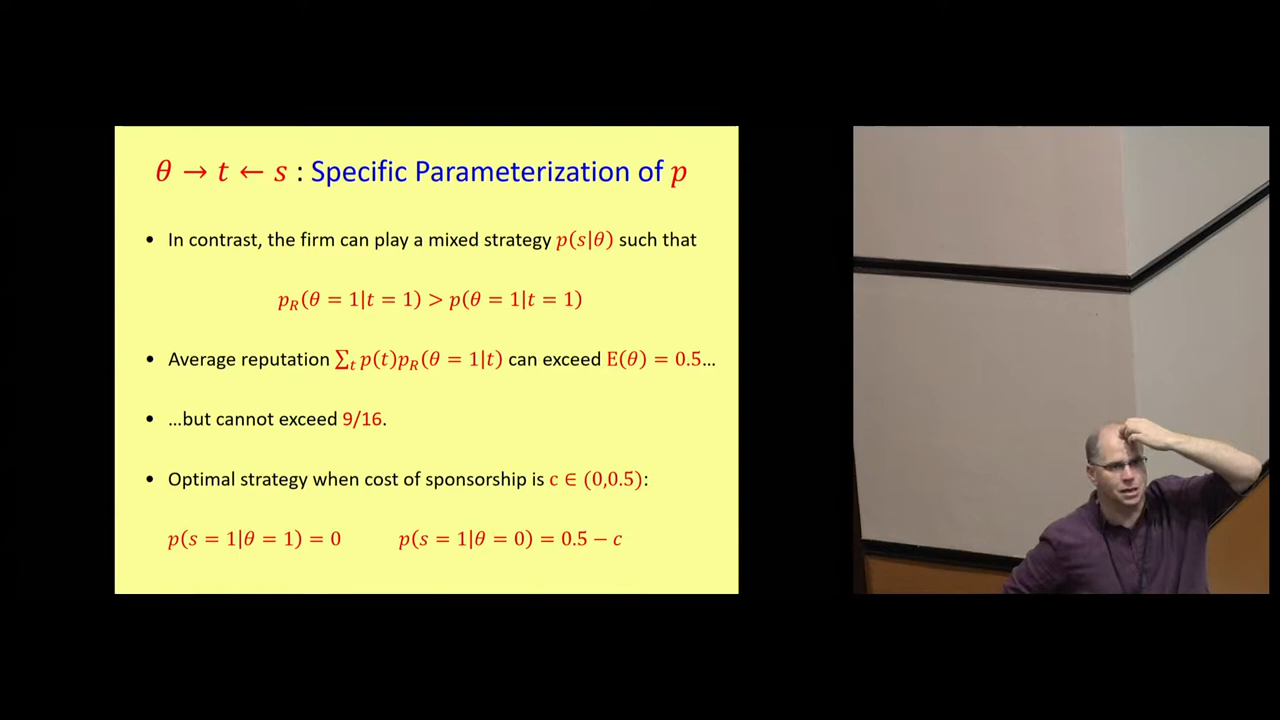 θ → t ← s : Specific Parameterization of p
• In contrast, the firm can play a mixed strategy p(s|θ) such that
p_R(θ = 1|t = 1) > p(θ = 1|t = 1)
• Average reputation ∑_t p(t)p_R(θ = 1|t) can exceed E(θ) = 0.5…
• …but cannot exceed 9/16.
• Optimal strategy when cost of sponsorship is c ∈ (0,0.5):
p(s = 1|θ = 1) = 0 p(s = 1|θ = 0) = 0.5 − c